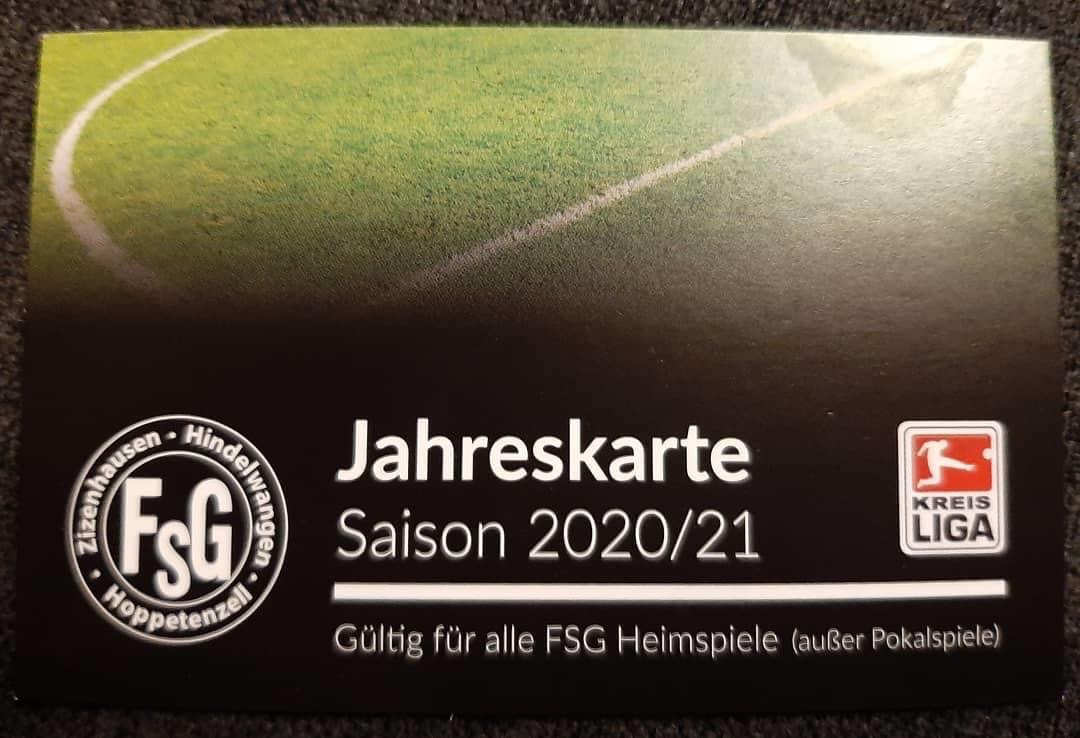 Zizenhausen · Hindelwangen · Hoppetenzell ·
FSG
Jahreskarte
Saison 2020/21
KREIS
LIGA
Gültig für alle FSG Heimspiele (außer Pokalspiele)